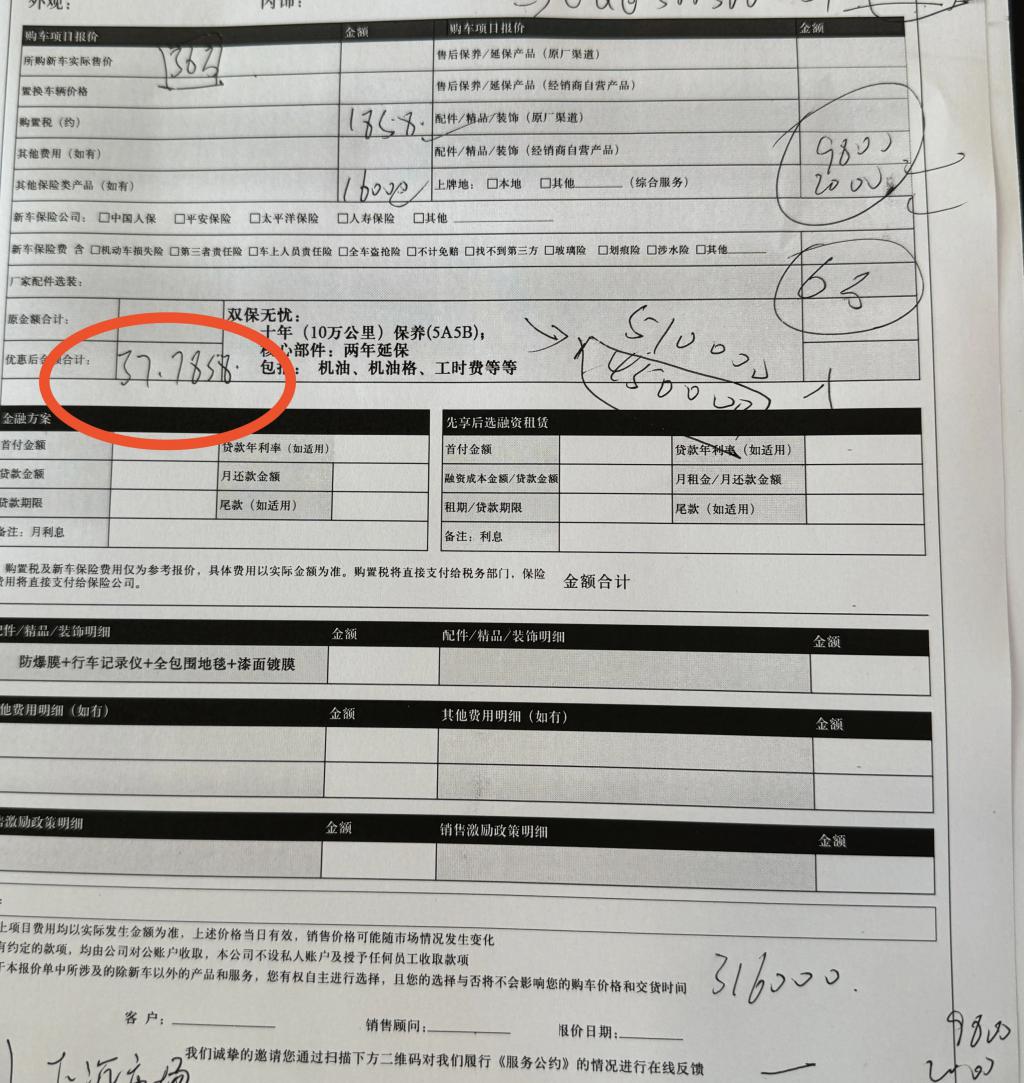 外观：
内饰：
购车项目报价 金额 购车项目报价 金额
所购新车实际售价 363 售后保养/延保产品（原厂渠道）
置换车辆价格 售后保养/延保产品（经销商自营产品）
购置税（约） 1858. 配件/精品/装饰（原厂渠道）
其他费用（如有） 配件/精品/装饰（经销商自营产品） 9800
其他保险类产品（如有） 16000 上牌地：□本地 □其他______（综合服务） 2000
新车保险公司：□中国人保 □平安保险 □太平洋保险 □人寿保险 □其他
新车保险费 含 □机动车损失险 □第三者责任险 □车上人员责任险 □全车盗抢险 □不计免赔 □找不到第三方 □玻璃险 □划痕险 □涉水险 □其他
厂家配件选装：
原金额合计： 双保无忧： 51000
十年（10万公里）保养(5A5B)；
优惠后金额合计： 37.7858. 核心部件：两年延保
包括： 机油、机油格、工时费等等
450000
金融方案 先享后选融资租赁
首付金额 贷款年利率（如适用） 首付金额 贷款年利率（如适用）
贷款金额 月还款金额 融资成本金额/贷款金额 月租金/月还款金额
贷款期限 尾款（如适用） 租期/贷款期限 尾款（如适用）
备注：月利息 备注：利息
购置税及新车保险费用仅为参考报价，具体费用以实际金额为准。购置税将直接支付给税务部门，保险
费用将直接支付给保险公司。 金额合计
配件/精品/装饰明细 金额 配件/精品/装饰明细 金额
防爆膜+行车记录仪+全包围地毯+漆面镀膜
其他费用明细（如有） 金额 其他费用明细（如有） 金额
销售激励政策明细 金额 销售激励政策明细 金额
上项目费用均以实际发生金额为准，上述价格当日有效，销售价格可能随市场情况发生变化
有约定的款项，均由公司对公账户收取，本公司不设私人账户及授予任何员工收取款项
于本报价单中所涉及的除新车以外的产品和服务，您有权自主进行选择，且您的选择与否将不会影响您的购车价格和交货时间 316000.
客户： 销售顾问： 报价日期： 9800
我们诚挚的邀请您通过扫描下方二维码对我们履行《服务公约》的情况进行在线反馈